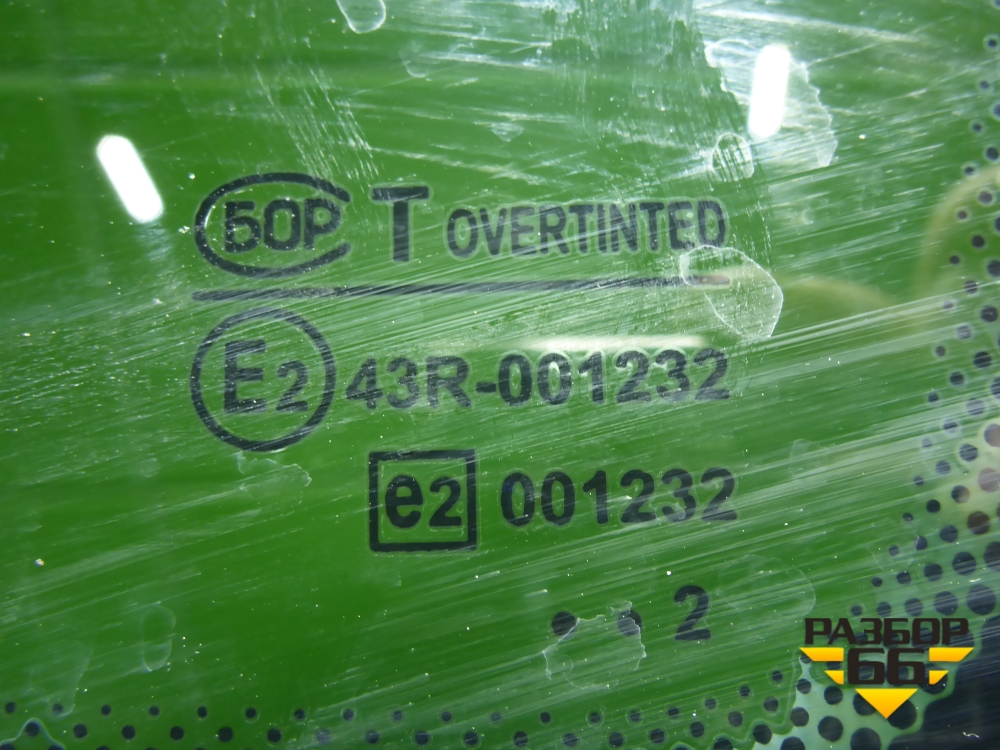 БОР T OVERTINTED
E2 43R-001232
e2 001232
. . 2
РАЗБОР
66